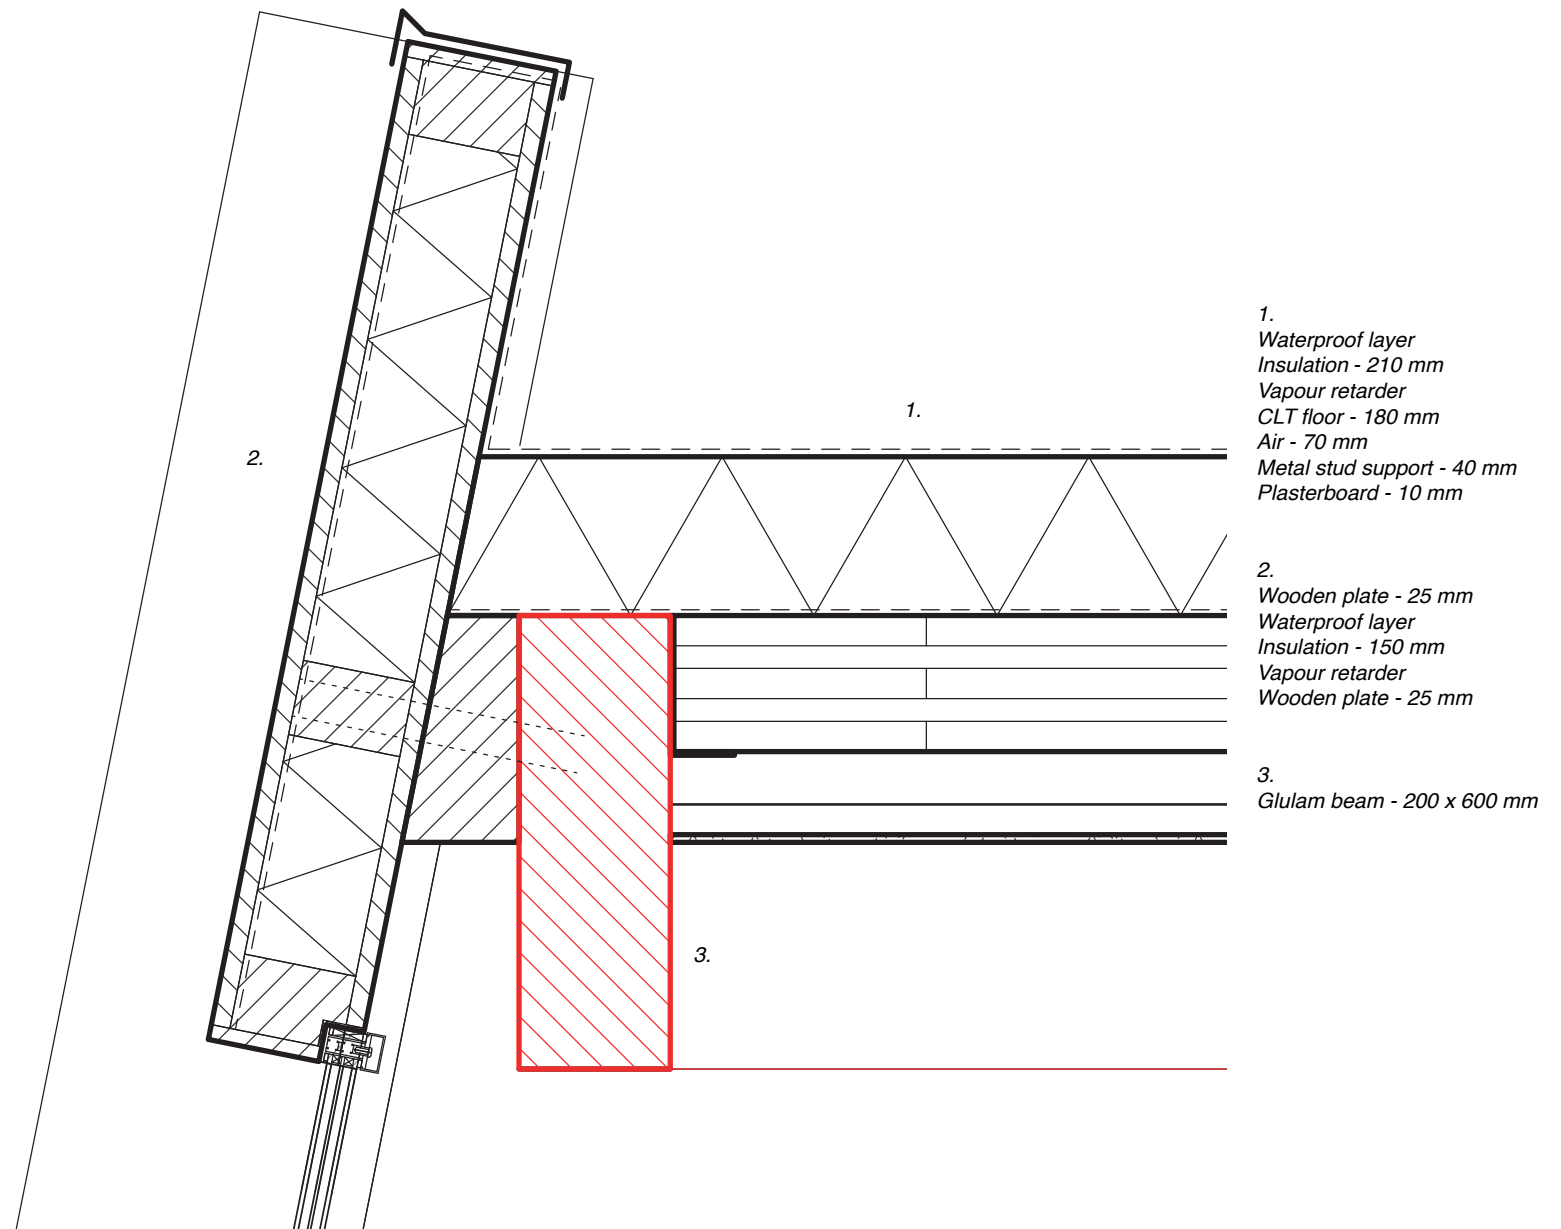 1.
Waterproof layer
Insulation - 210 mm
Vapour retarder
CLT floor - 180 mm
Air - 70 mm
Metal stud support - 40 mm
Plasterboard - 10 mm
2.
Wooden plate - 25 mm
Waterproof layer
Insulation - 150 mm
Vapour retarder
Wooden plate - 25 mm
3.
Glulam beam - 200 x 600 mm
1.
2.
3.